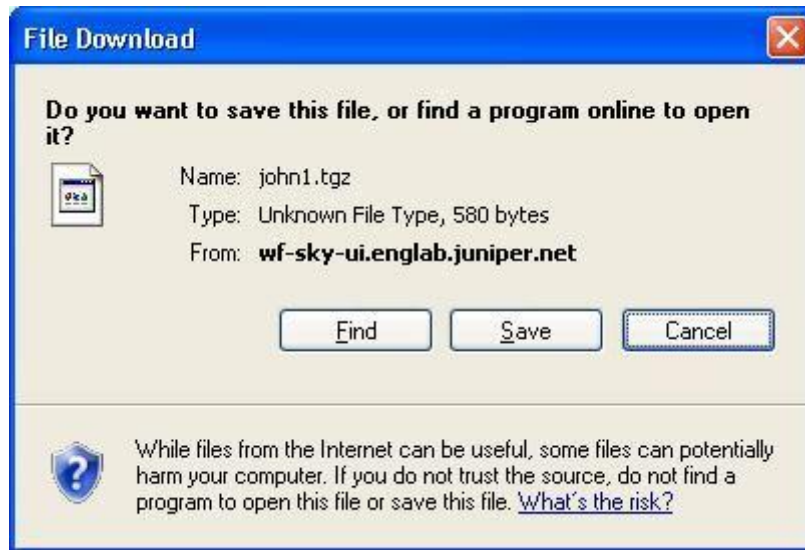 File Download
Do you want to save this file, or find a program online to open
it?
Name: john1.tgz
Type: Unknown File Type, 580 bytes
From: wf-sky-ui.englab.juniper.net
Find Save Cancel
While files from the Internet can be useful, some files can potentially
harm your computer. If you do not trust the source, do not find a
program to open this file or save this file. What's the risk?